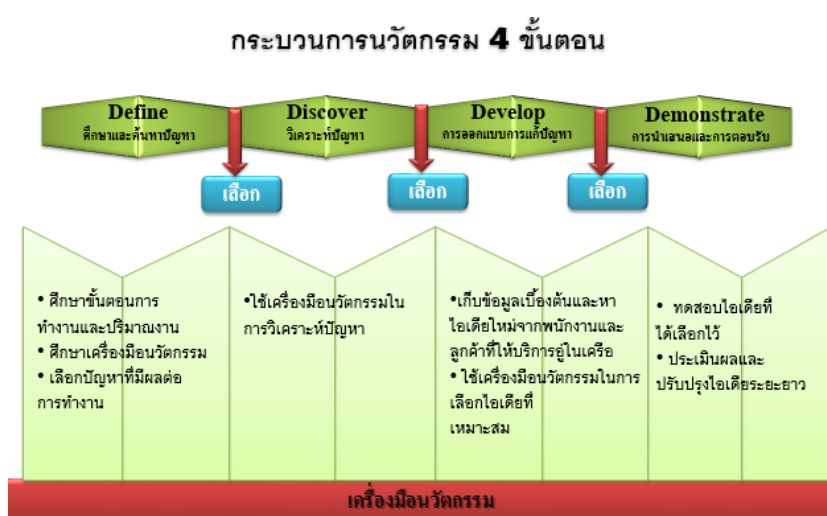 กระบวนการนวัตกรรม 4 ขั้นตอน
Define
ศึกษาและค้นหาปัญหา
Discover
วิเคราะห์ปัญหา
Develop
การออกแบบการแก้ปัญหา
Demonstrate
การนำเสนอและการตอบรับ
เลือก
เลือก
เลือก
• ศึกษาขั้นตอนการ
ทำงานและปริมาณงาน
• ศึกษาเครื่องมือนวัตกรรม
• เลือกปัญหาที่มีผลต่อ
การทำงาน
•ใช้เครื่องมือนวัตกรรมใน
การวิเคราะห์ปัญหา
•เก็บข้อมูลเบื้องต้นและหา
ไอเดียใหม่จากพนักงานและ
ลูกค้าที่ให้บริการอู่ในเครือ
• ใช้เครื่องมือนวัตกรรมในการ
เลือกไอเดียที่
เหมาะสม
• ทดสอบไอเดียที่
ได้เลือกไว้
• ประเมินผลและ
ปรับปรุงไอเดียระยะยาว
เครื่องมือนวัตกรรม